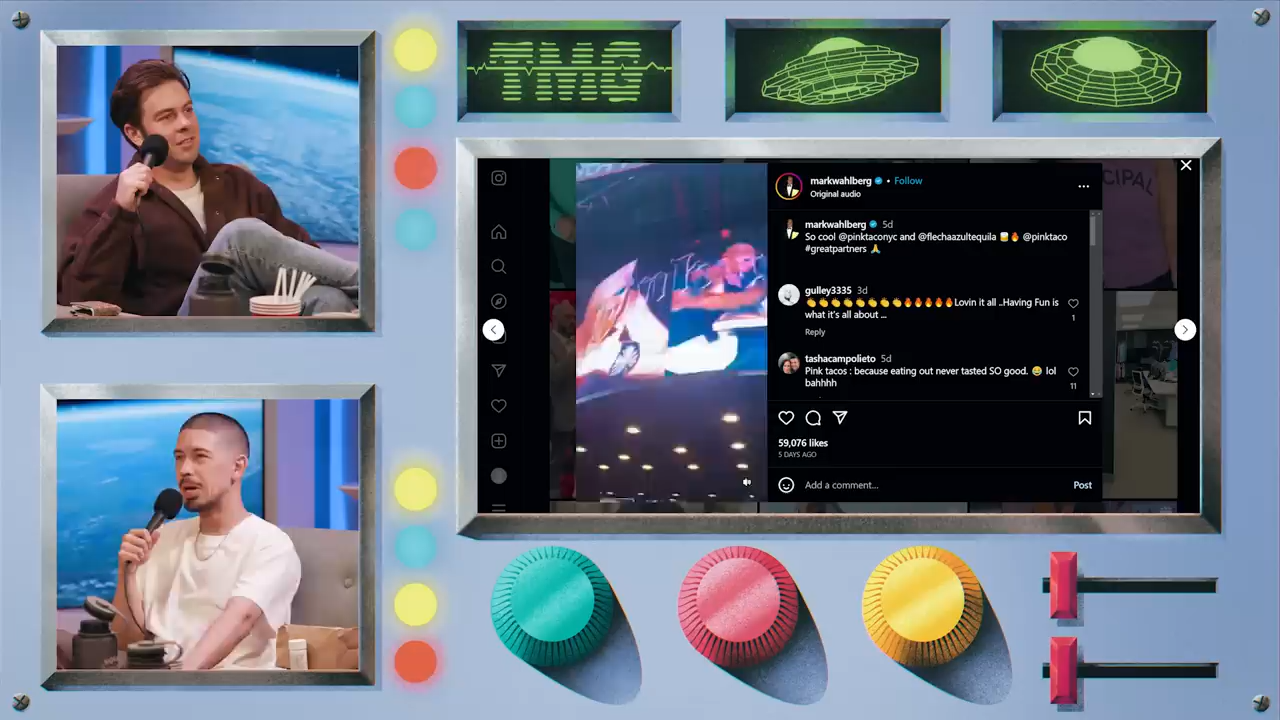 TMG
markwahlberg • Follow
Original audio
CIPAL
markwahlberg 5d
So cool @pinktaconyc and @flechaazultequila 🍺🔥 @pinktaco
#greatpartners 🙏
gulley3335 3d
👏👏👏👏👏👏👏👏🔥🔥🔥🔥🔥Lovin it all ..Having Fun is
what it's all about ...
1
Reply
tashacampolieto 5d
Pink tacos : because eating out never tasted SO good. 😂 lol
bahhhh
11
59,076 likes
5 DAYS AGO
Add a comment...
Post